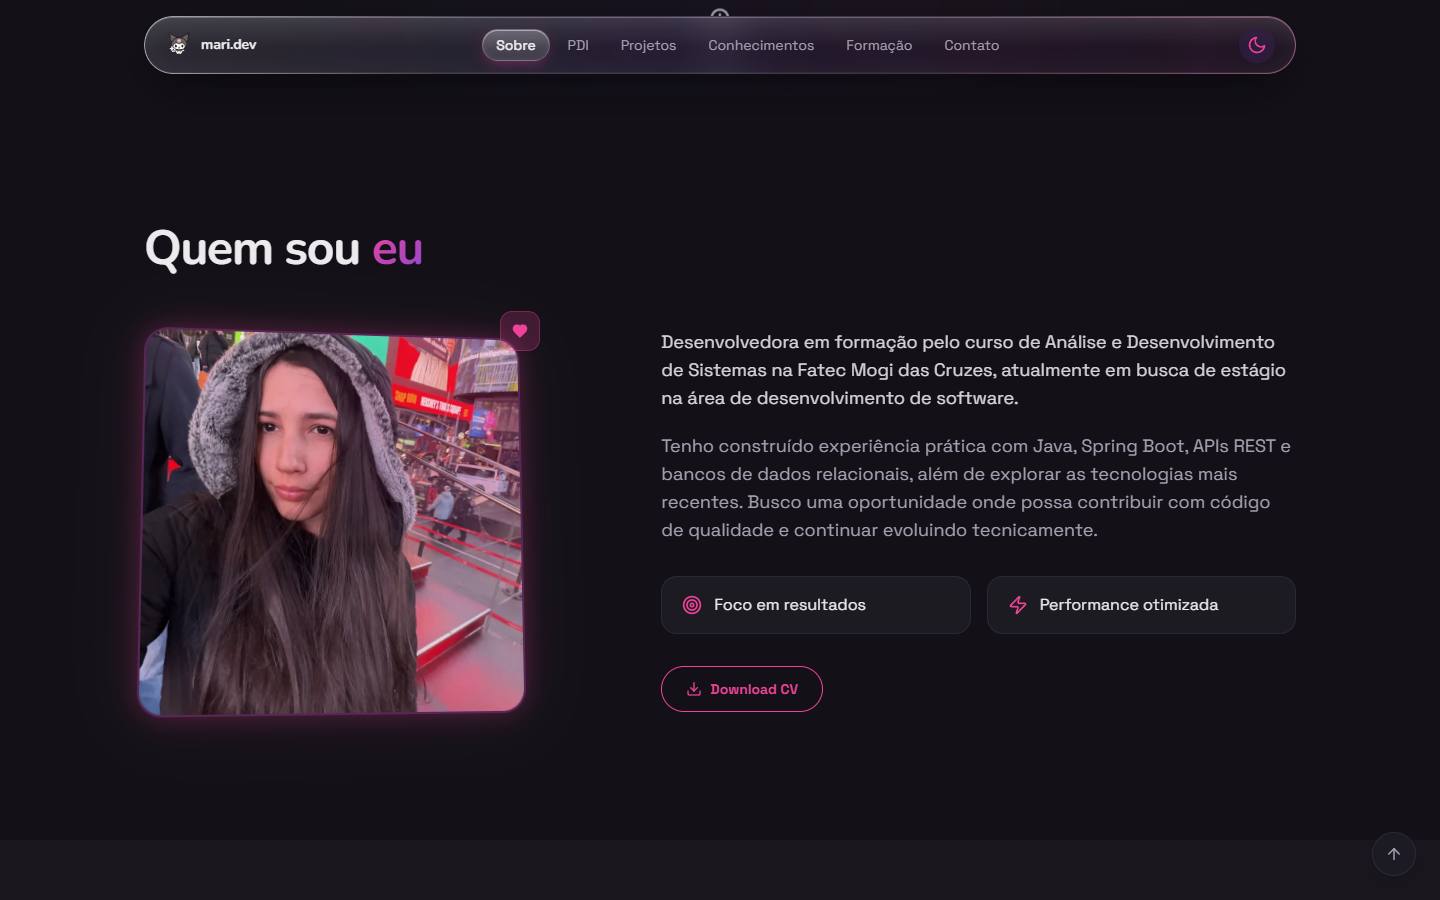 mari.dev
Sobre
PDI
Projetos
Conhecimentos
Formação
Contato
Quem sou eu
Desenvolvedora em formação pelo curso de Análise e Desenvolvimento
de Sistemas na Fatec Mogi das Cruzes, atualmente em busca de estágio
na área de desenvolvimento de software.
Tenho construído experiência prática com Java, Spring Boot, APIs REST e
bancos de dados relacionais, além de explorar as tecnologias mais
recentes. Busco uma oportunidade onde possa contribuir com código
de qualidade e continuar evoluindo tecnicamente.
Foco em resultados
Performance otimizada
Download CV